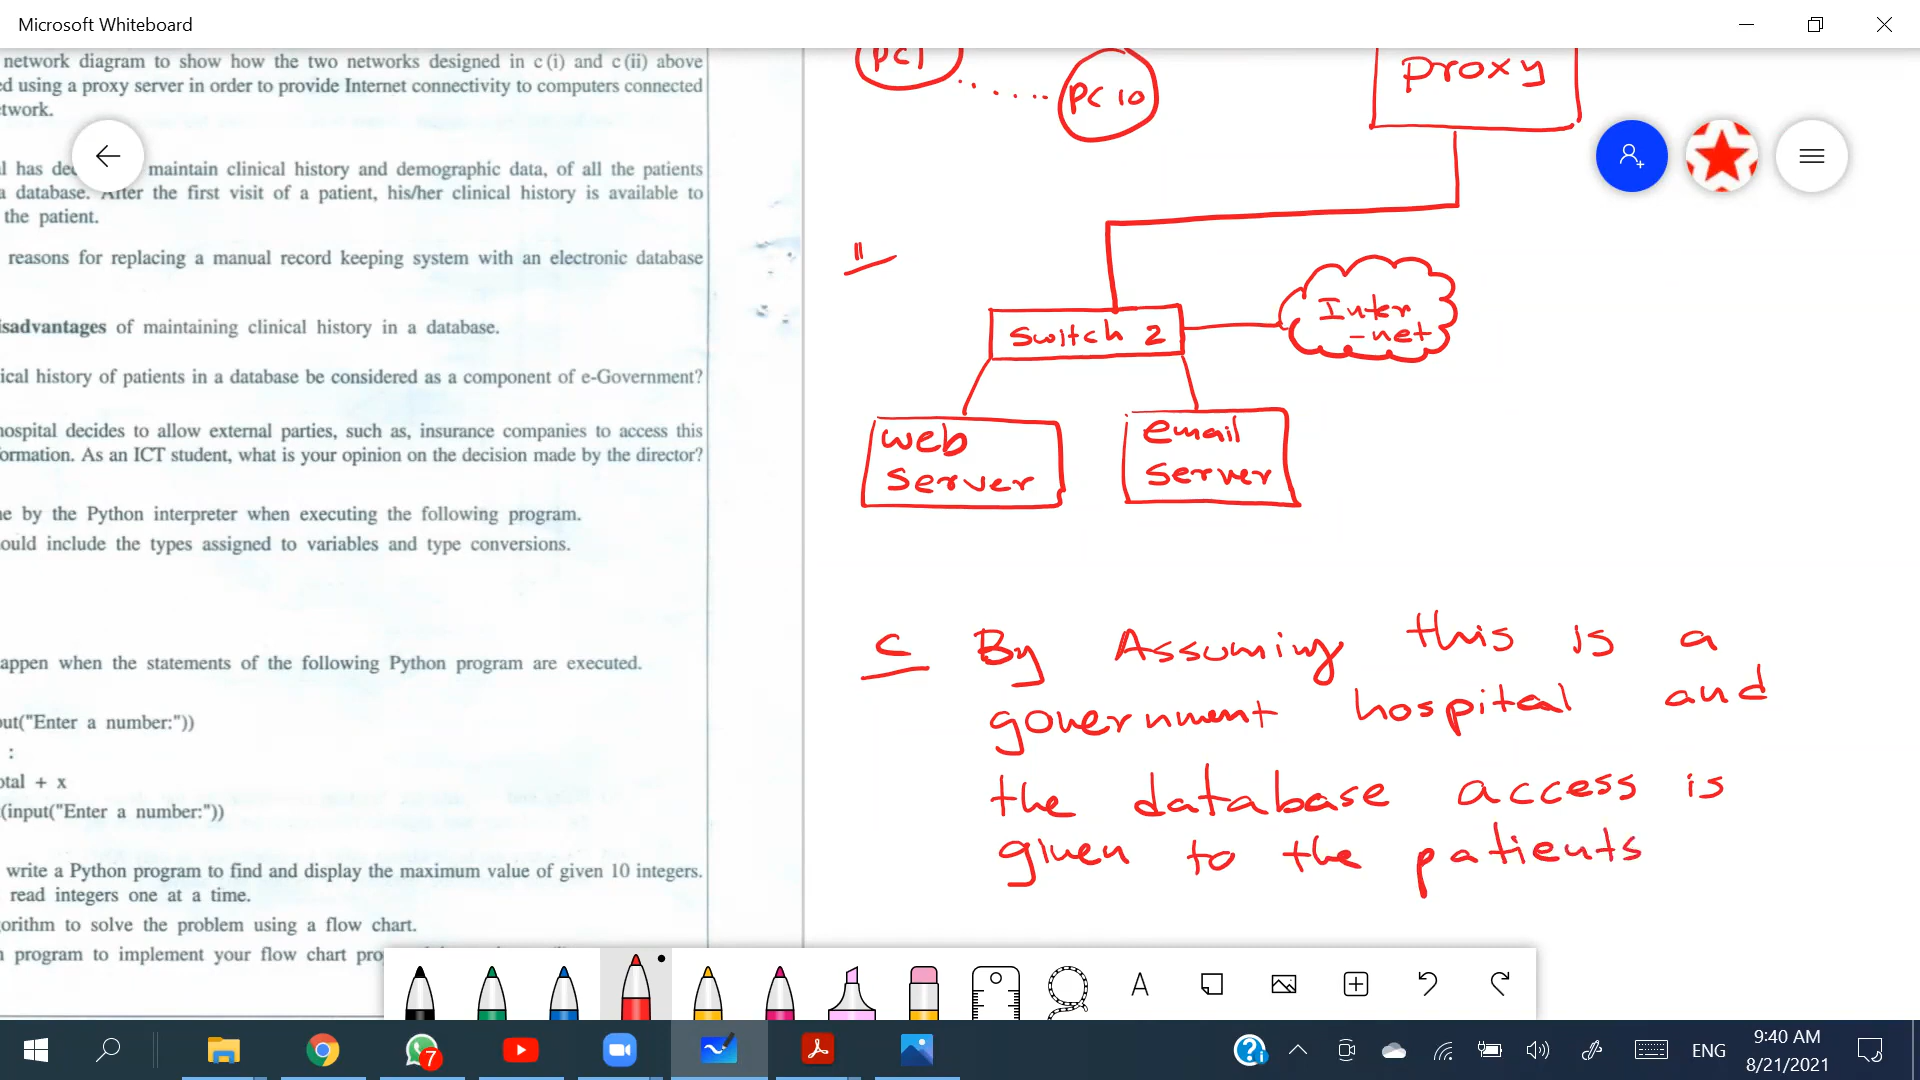 Microsoft Whiteboard
network diagram to show how the two networks designed in c(i) and c(ii) above
ed using a proxy server in order to provide Internet connectivity to computers connected
twork.
l has dec maintain clinical history and demographic data, of all the patients
a database. After the first visit of a patient, his/her clinical history is available to
the patient.
reasons for replacing a manual record keeping system with an electronic database
isadvantages of maintaining clinical history in a database.
ical history of patients in a database be considered as a component of e-Government?
hospital decides to allow external parties, such as, insurance companies to access this
ormation. As an ICT student, what is your opinion on the decision made by the director?
ne by the Python interpreter when executing the following program.
ould include the types assigned to variables and type conversions.
appen when the statements of the following Python program are executed.
put("Enter a number:"))
:
otal + x
(input("Enter a number:"))
write a Python program to find and display the maximum value of given 10 integers.
read integers one at a time.
gorithm to solve the problem using a flow chart.
n program to implement your flow chart pro
PC1
PC 10
Proxy
II
Switch 2
Inter
-net
web
Server
email
Server
C By Assuming this is a
government hospital and
the database access is
given to the patients
7
ENG
9:40 AM
8/21/2021